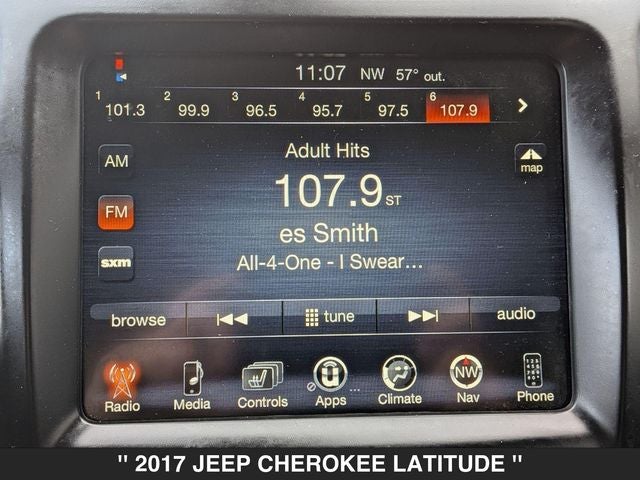 11:07 NW 57° out.
1 101.3 2 99.9 3 96.5 4 95.7 5 97.5 6 107.9
AM Adult Hits map
107.9 ST
FM
es Smith
sxm All-4-One - I Swear...
browse tune audio
Radio Media Controls Apps ... Climate NW Nav Phone
" 2017 JEEP CHEROKEE LATITUDE "